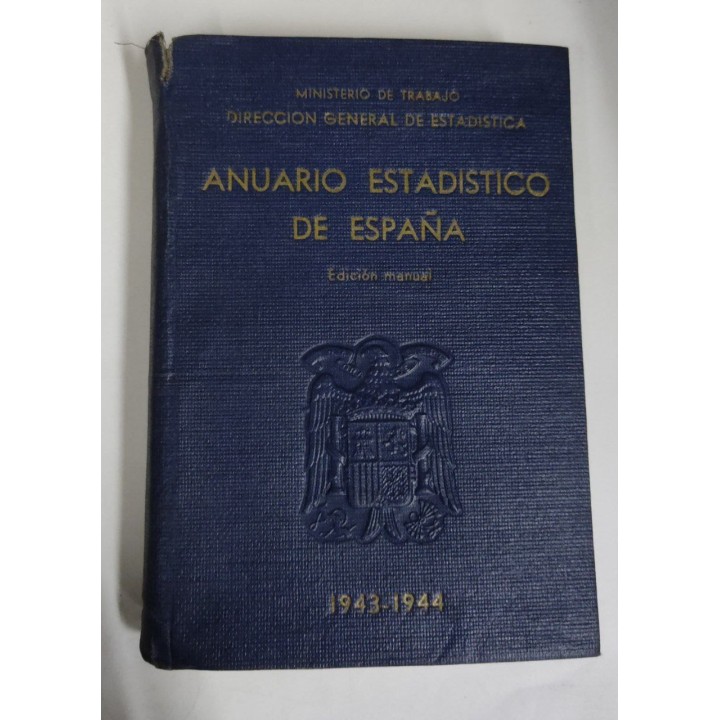 MINISTERIO DE TRABAJO
DIRECCION GENERAL DE ESTADISTICA
ANUARIO ESTADISTICO
DE ESPAÑA
Edición manual
1943-1944